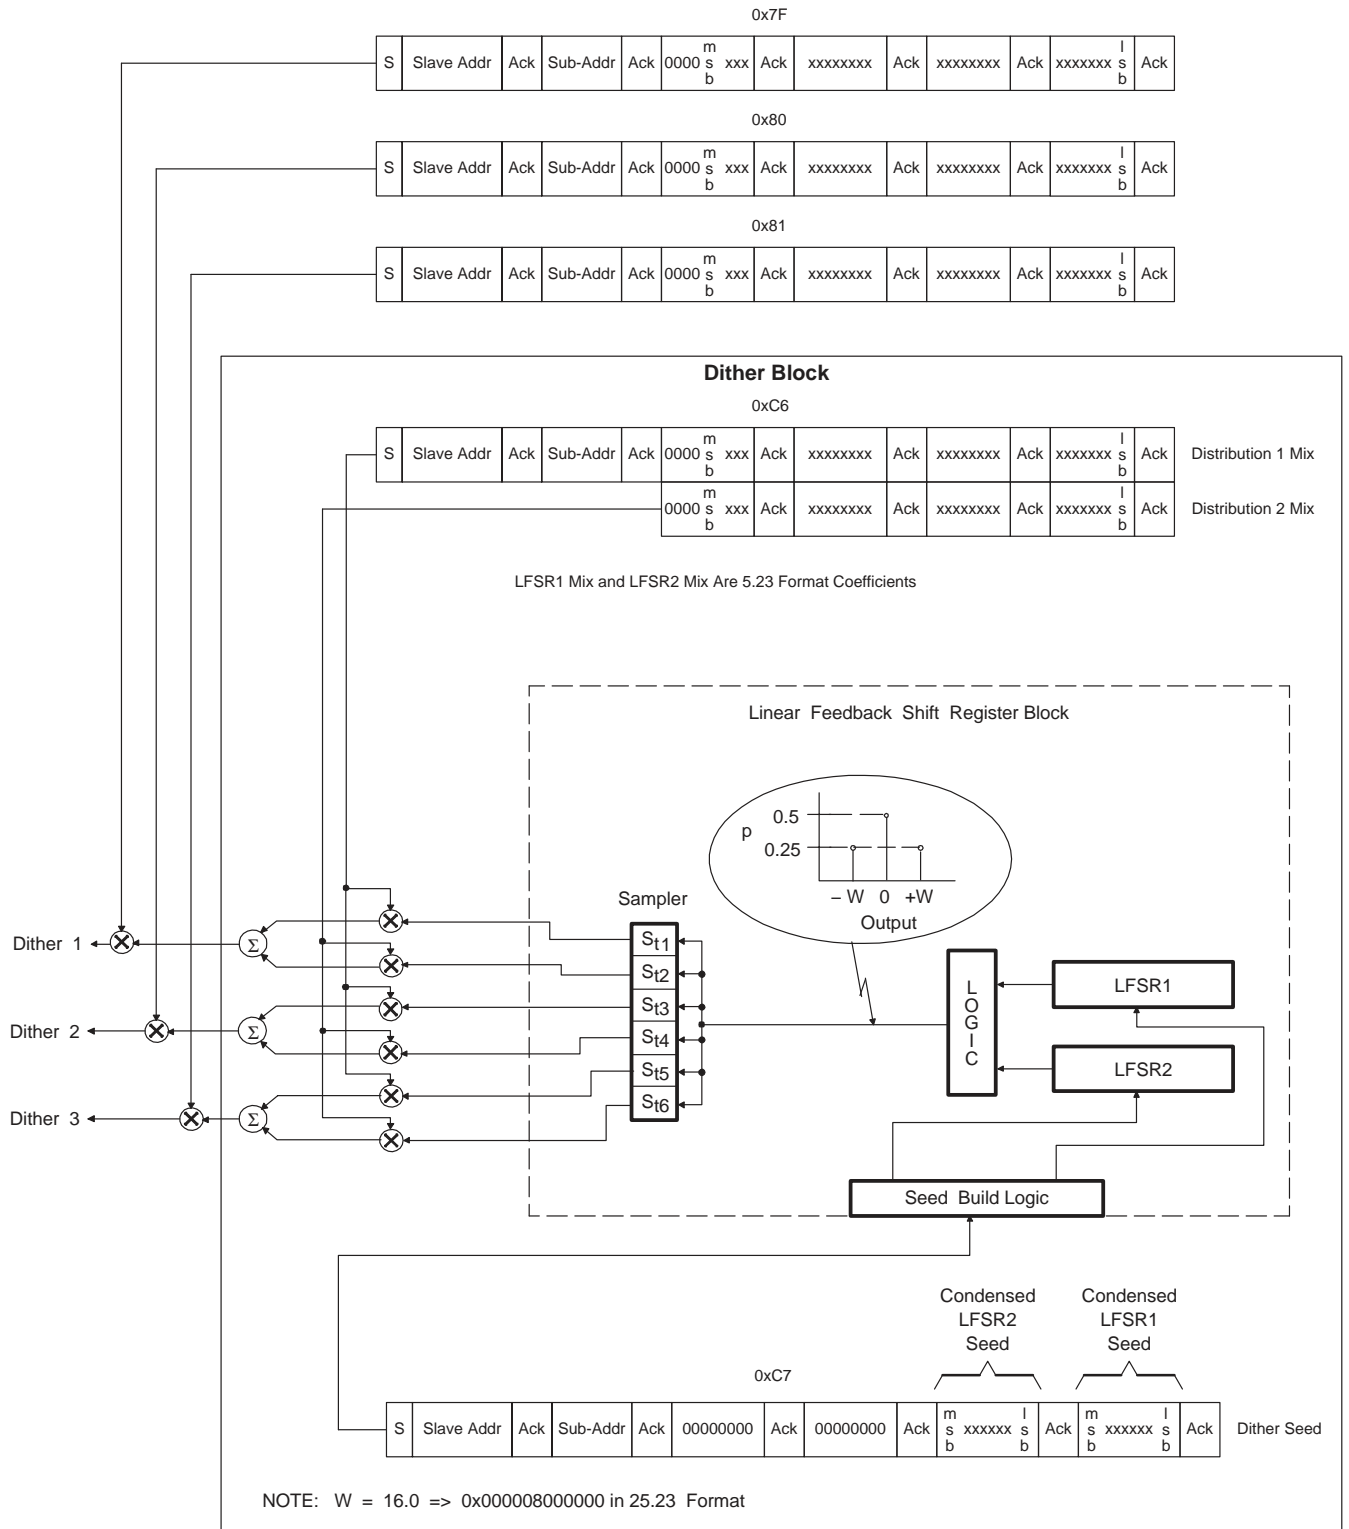 0x7F
S Slave Addr Ack Sub-Addr Ack 0000 msb xxx Ack xxxxxxxx Ack xxxxxxxx Ack xxxxxxx lsb Ack
0x80
S Slave Addr Ack Sub-Addr Ack 0000 msb xxx Ack xxxxxxxx Ack xxxxxxxx Ack xxxxxxx lsb Ack
0x81
S Slave Addr Ack Sub-Addr Ack 0000 msb xxx Ack xxxxxxxx Ack xxxxxxxx Ack xxxxxxx lsb Ack
Dither Block
0xC6
S Slave Addr Ack Sub-Addr Ack 0000 msb xxx Ack xxxxxxxx Ack xxxxxxxx Ack xxxxxxx lsb Ack Distribution 1 Mix
0000 msb xxx Ack xxxxxxxx Ack xxxxxxxx Ack xxxxxxx lsb Ack Distribution 2 Mix
LFSR1 Mix and LFSR2 Mix Are 5.23 Format Coefficients
Linear Feedback Shift Register Block
0.5
p
0.25
– W 0 +W
Output
Sampler
St1
St2
St3
St4
St5
St6
Σ
Σ
Σ
Dither 1
Dither 2
Dither 3
LOGIC
LFSR1
LFSR2
Seed Build Logic
Condensed
LFSR2
Seed
Condensed
LFSR1
Seed
0xC7
S Slave Addr Ack Sub-Addr Ack 00000000 Ack 00000000 Ack msb xxxxxx lsb Ack msb xxxxxx lsb Ack Dither Seed
NOTE: W = 16.0 => 0x000008000000 in 25.23 Format